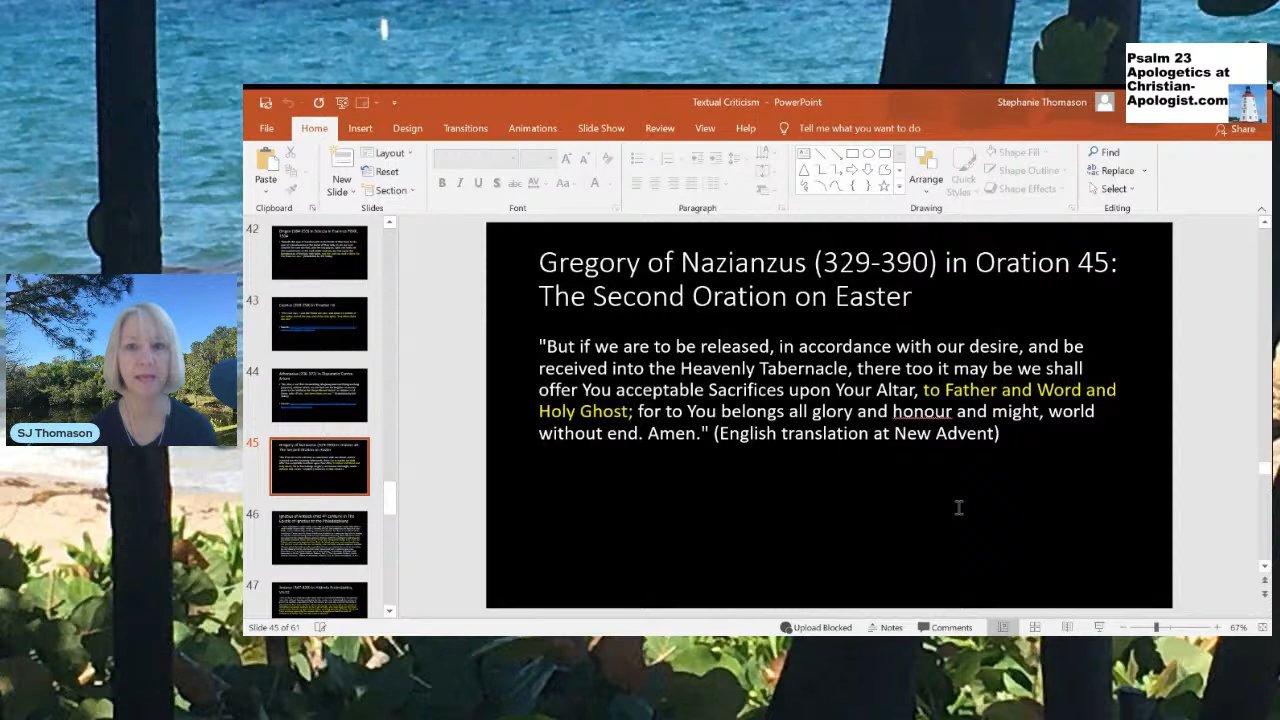 Psalm 23
Apologetics at
Christian-
Apologist.com
Textual Criticism - PowerPoint
Stephanie Thomason
File Home Insert Design Transitions Animations Slide Show Review View Help Tell me what you want to do
Share
Paste
New
Slide
Layout
Reset
Section
B I U S abc AV Aa A
Arrange
Quick
Styles
Shape Fill
Shape Outline
Shape Effects
Find
Replace
Select
Clipboard Slides Font Paragraph Drawing Editing
42
43
44
45
46
47
Gregory of Nazianzus (329-390) in Oration 45:
The Second Oration on Easter
"But if we are to be released, in accordance with our desire, and be
received into the Heavenly Tabernacle, there too it may be we shall
offer You acceptable Sacrifices upon Your Altar, to Father and Word and
Holy Ghost; for to You belongs all glory and honour and might, world
without end. Amen." (English translation at New Advent)
SJ Thomason
Slide 45 of 61
Upload Blocked Notes Comments 67%